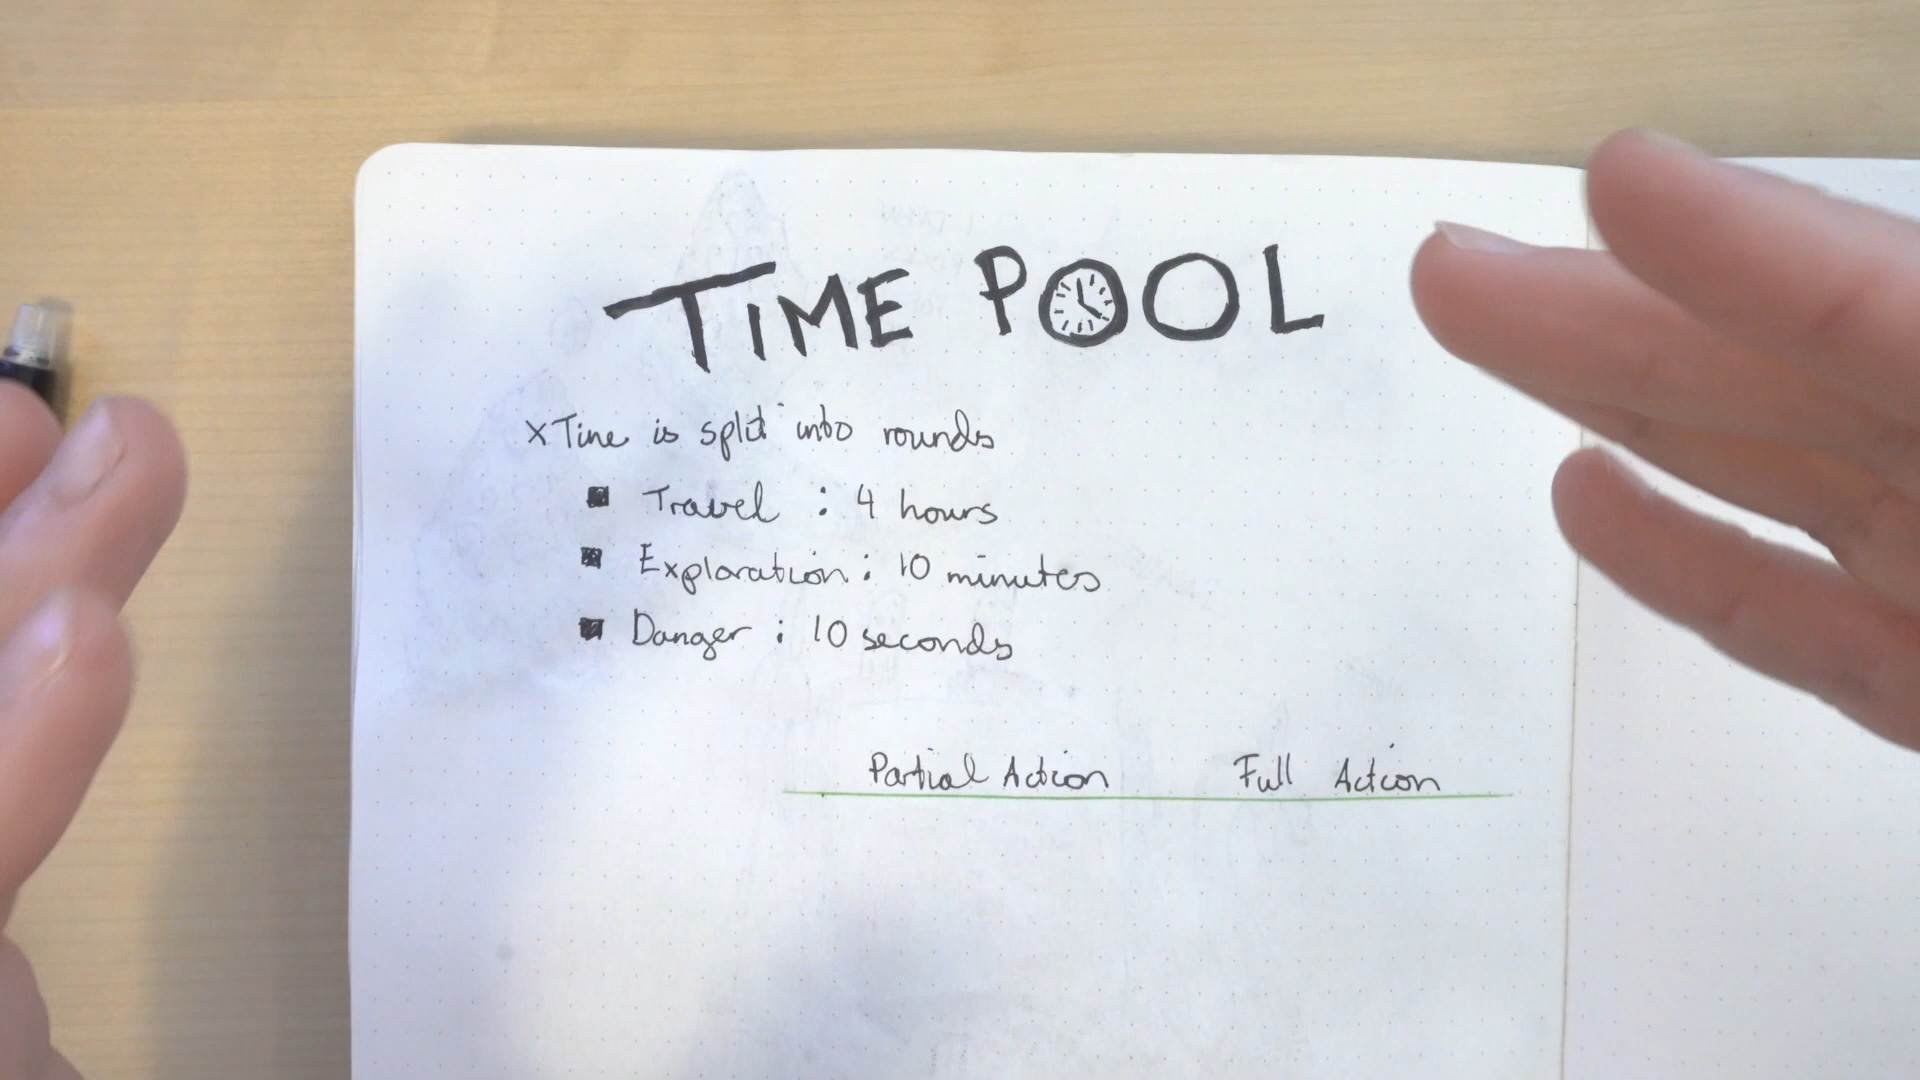 TIME POOL
x Time is split into rounds
■ Travel : 4 hours
■ Exploration : 10 minutes
■ Danger : 10 seconds
Partial Action Full Action